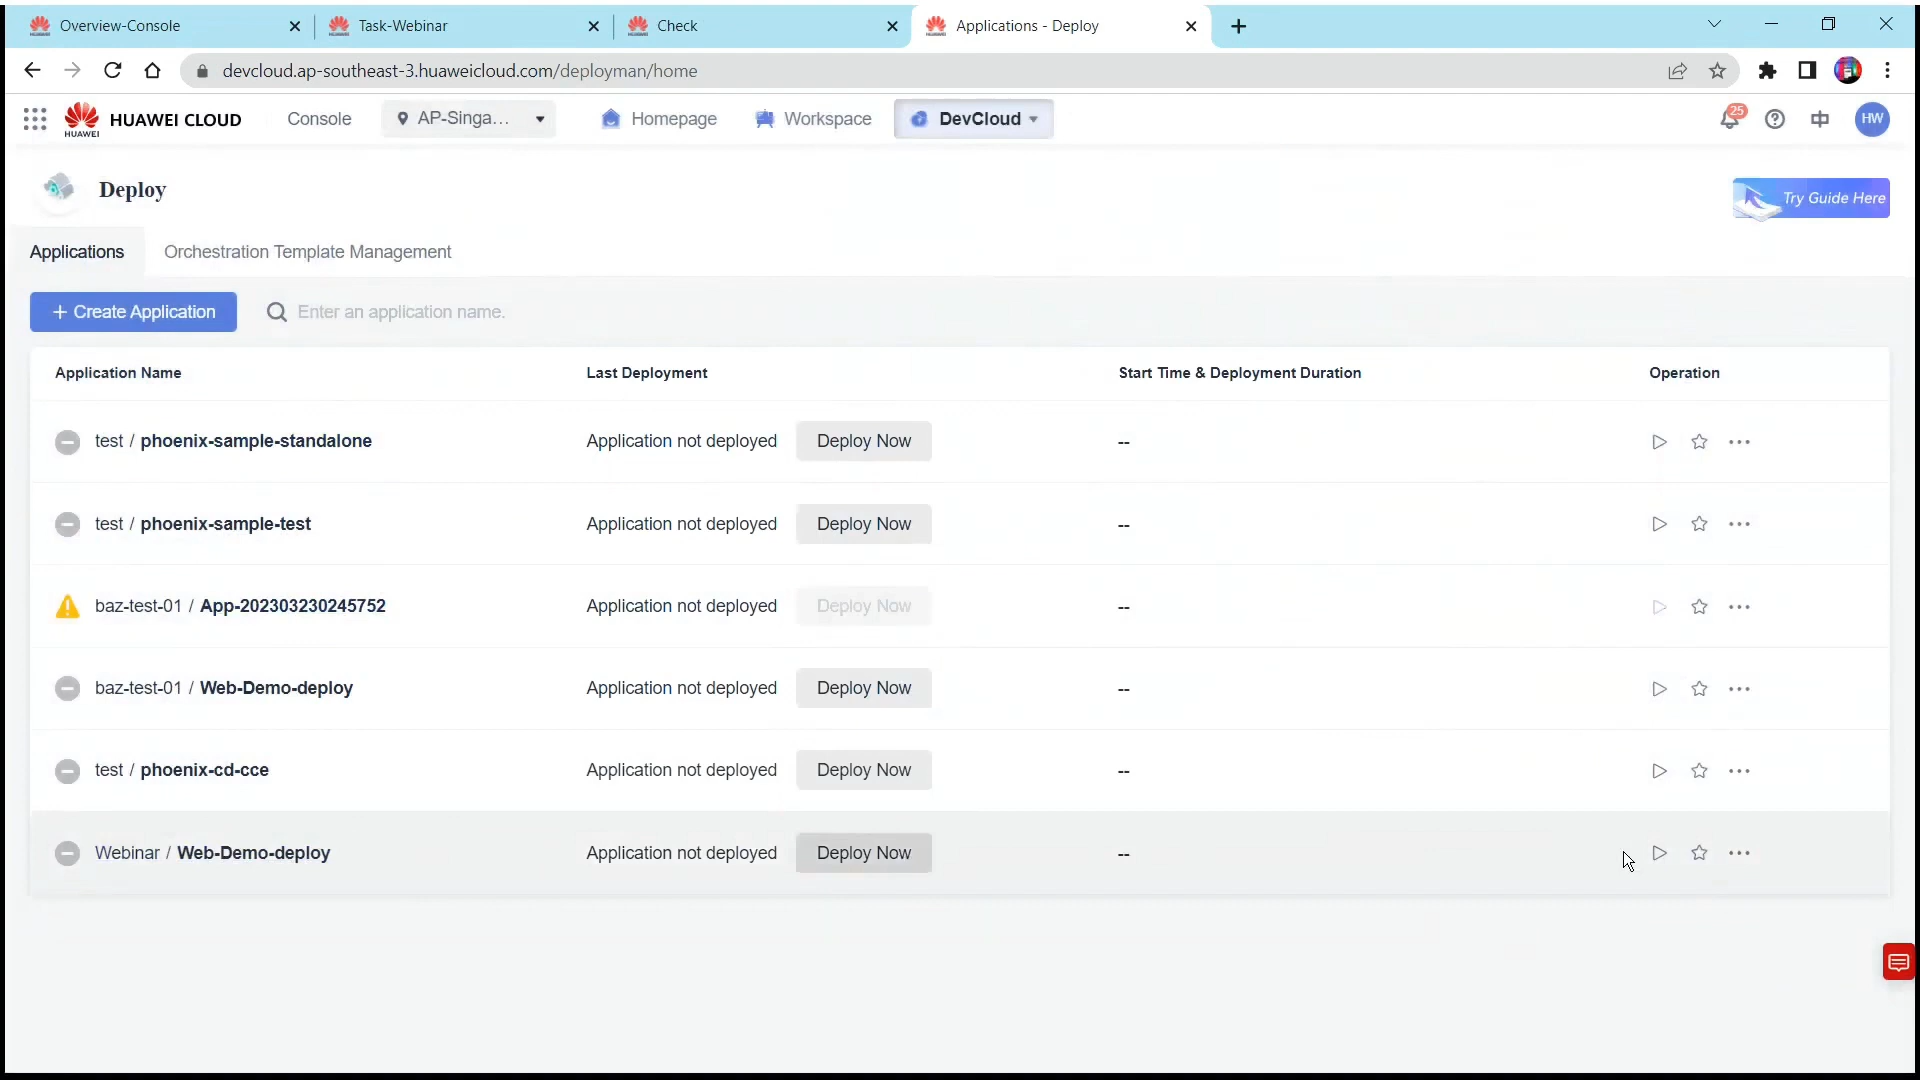 Overview-Console
Task-Webinar
Check
Applications - Deploy
devcloud.ap-southeast-3.huaweicloud.com/deployman/home
HUAWEI
HUAWEI CLOUD
Console
AP-Singa...
Homepage
Workspace
DevCloud
25
HW
Deploy
Try Guide Here
Applications
Orchestration Template Management
+ Create Application
Enter an application name.
Application Name Last Deployment Start Time & Deployment Duration Operation
test / phoenix-sample-standalone Application not deployed Deploy Now --
test / phoenix-sample-test Application not deployed Deploy Now --
baz-test-01 / App-202303230245752 Application not deployed Deploy Now --
baz-test-01 / Web-Demo-deploy Application not deployed Deploy Now --
test / phoenix-cd-cce Application not deployed Deploy Now --
Webinar / Web-Demo-deploy Application not deployed Deploy Now --